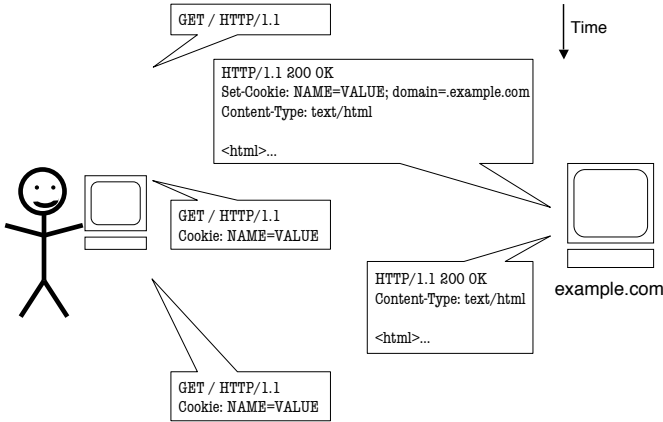 GET / HTTP/1.1
Time
HTTP/1.1 200 OK
Set-Cookie: NAME=VALUE; domain=.example.com
Content-Type: text/html
<html>...
GET / HTTP/1.1
Cookie: NAME=VALUE
HTTP/1.1 200 OK
Content-Type: text/html
<html>...
example.com
GET / HTTP/1.1
Cookie: NAME=VALUE